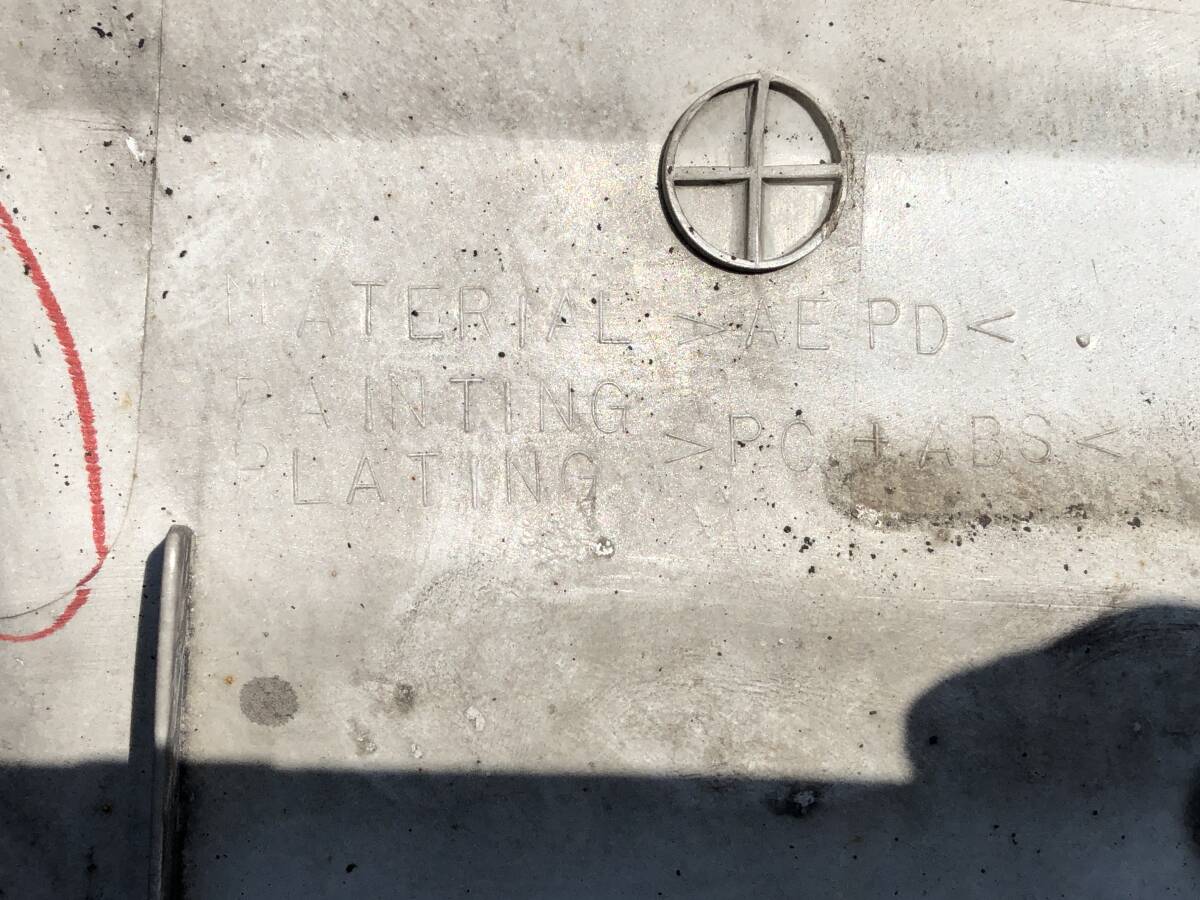 MATERIAL >AEPD<
PAINTING
PLATING >PC+ABS<